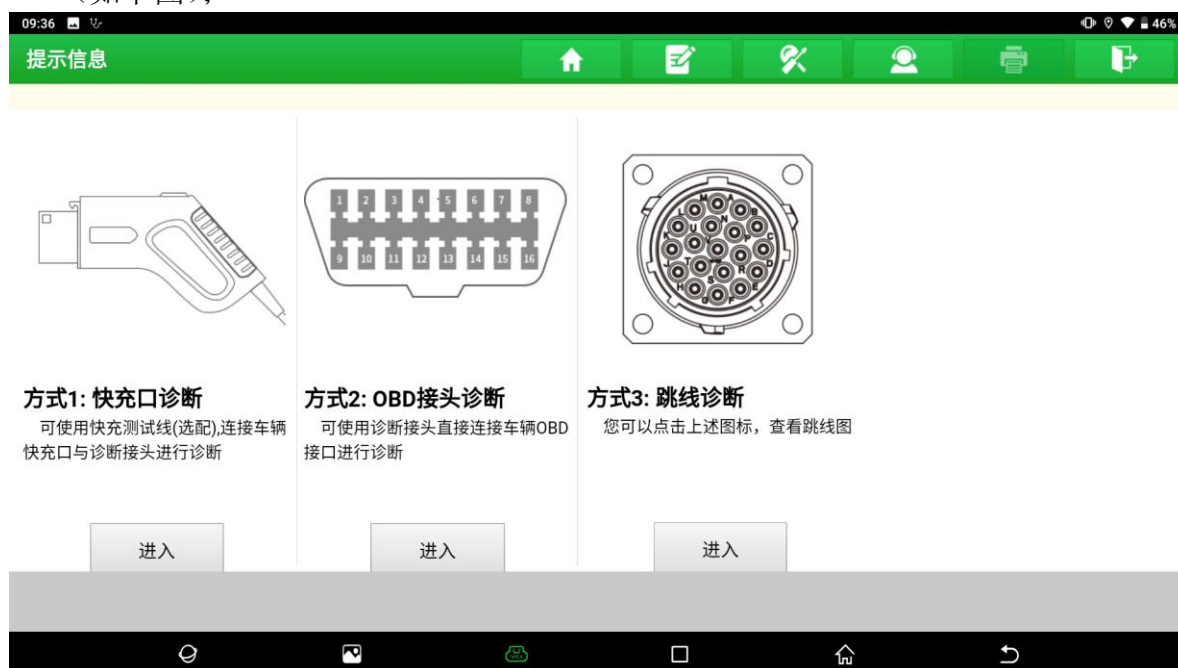 （如下图）；
09:36
46%
提示信息
1 2 3 4 5 6 7 8
9 10 11 12 13 14 15 16
M A
L B
N
U
K P C
J T R D
S
H E
G F
方式1: 快充口诊断
可使用快充测试线(选配),连接车辆
快充口与诊断接头进行诊断
进入
方式2: OBD接头诊断
可使用诊断接头直接连接车辆OBD
接口进行诊断
进入
方式3: 跳线诊断
您可以点击上述图标，查看跳线图
进入